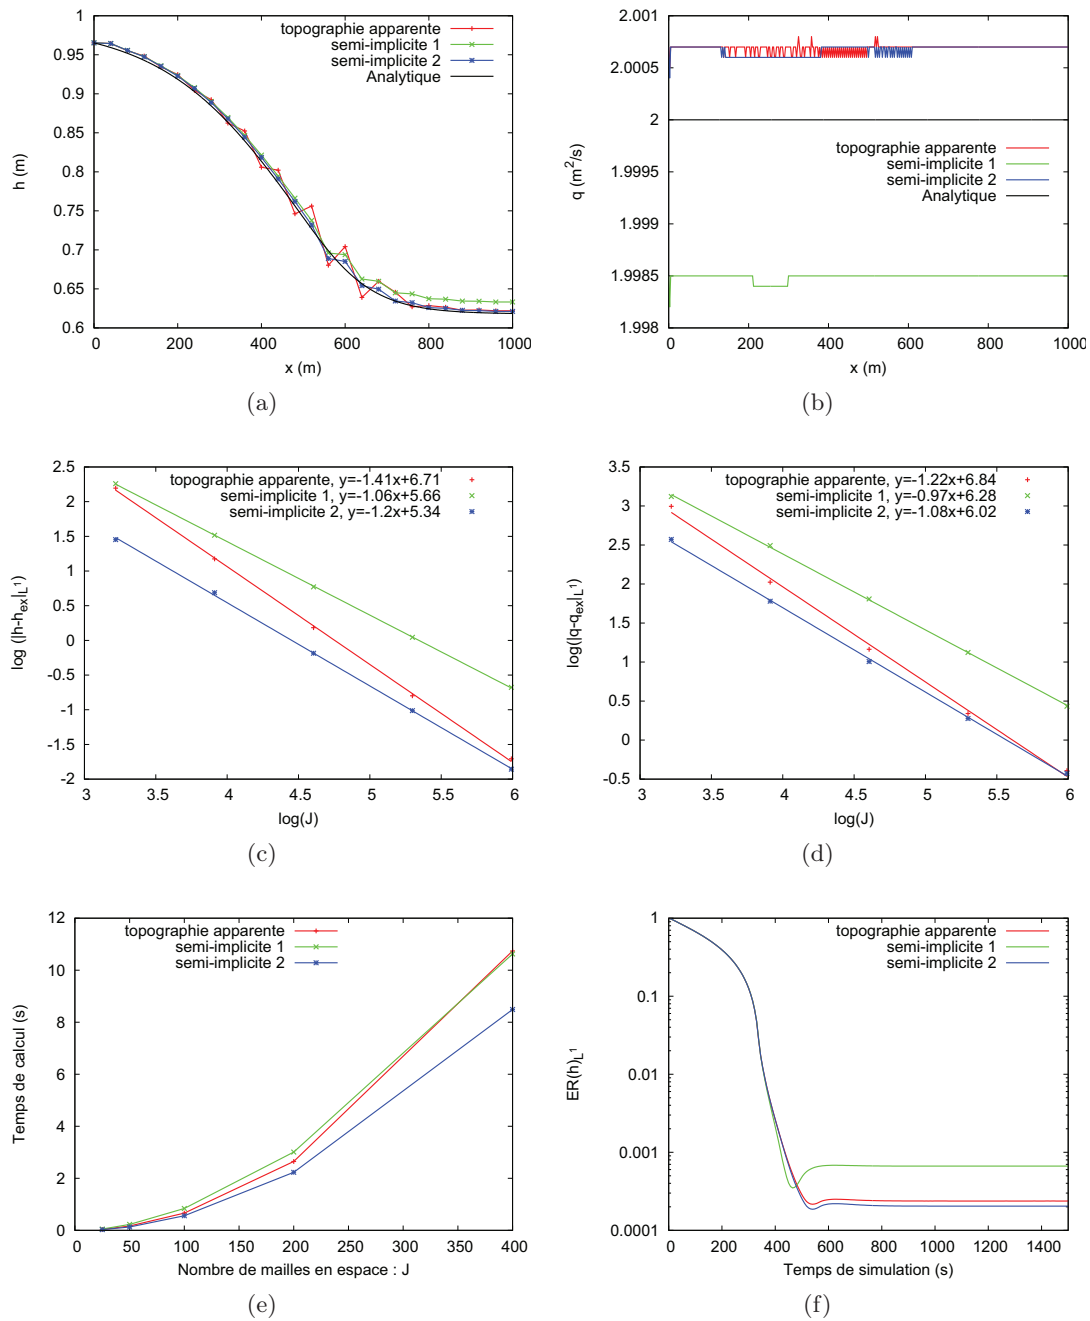 topographie apparente
semi-implicite 1
semi-implicite 2
Analytique
1
0.95
0.9
0.85
0.8
0.75
0.7
0.65
0.6
h (m)
0
200
400
600
800
1000
x (m)
(a)
2.001
2.0005
2
1.9995
1.999
1.9985
1.998
q (m²/s)
topographie apparente
semi-implicite 1
semi-implicite 2
Analytique
0
200
400
600
800
1000
x (m)
(b)
topographie apparente, y=-1.41x+6.71
semi-implicite 1, y=-1.06x+5.66
semi-implicite 2, y=-1.2x+5.34
2.5
2
1.5
1
0.5
0
-0.5
-1
-1.5
-2
log (|h-h_ex|_L¹)
3
3.5
4
4.5
5
5.5
6
log(J)
(c)
topographie apparente, y=-1.22x+6.84
semi-implicite 1, y=-0.97x+6.28
semi-implicite 2, y=-1.08x+6.02
3.5
3
2.5
2
1.5
1
0.5
0
-0.5
log(|q-q_ex|_L¹)
3
3.5
4
4.5
5
5.5
6
log(J)
(d)
topographie apparente
semi-implicite 1
semi-implicite 2
12
10
8
6
4
2
0
Temps de calcul (s)
0
50
100
150
200
250
300
350
400
Nombre de mailles en espace : J
(e)
topographie apparente
semi-implicite 1
semi-implicite 2
1
0.1
0.01
0.001
0.0001
ER(h)_L¹
0
200
400
600
800
1000
1200
1400
Temps de simulation (s)
(f)